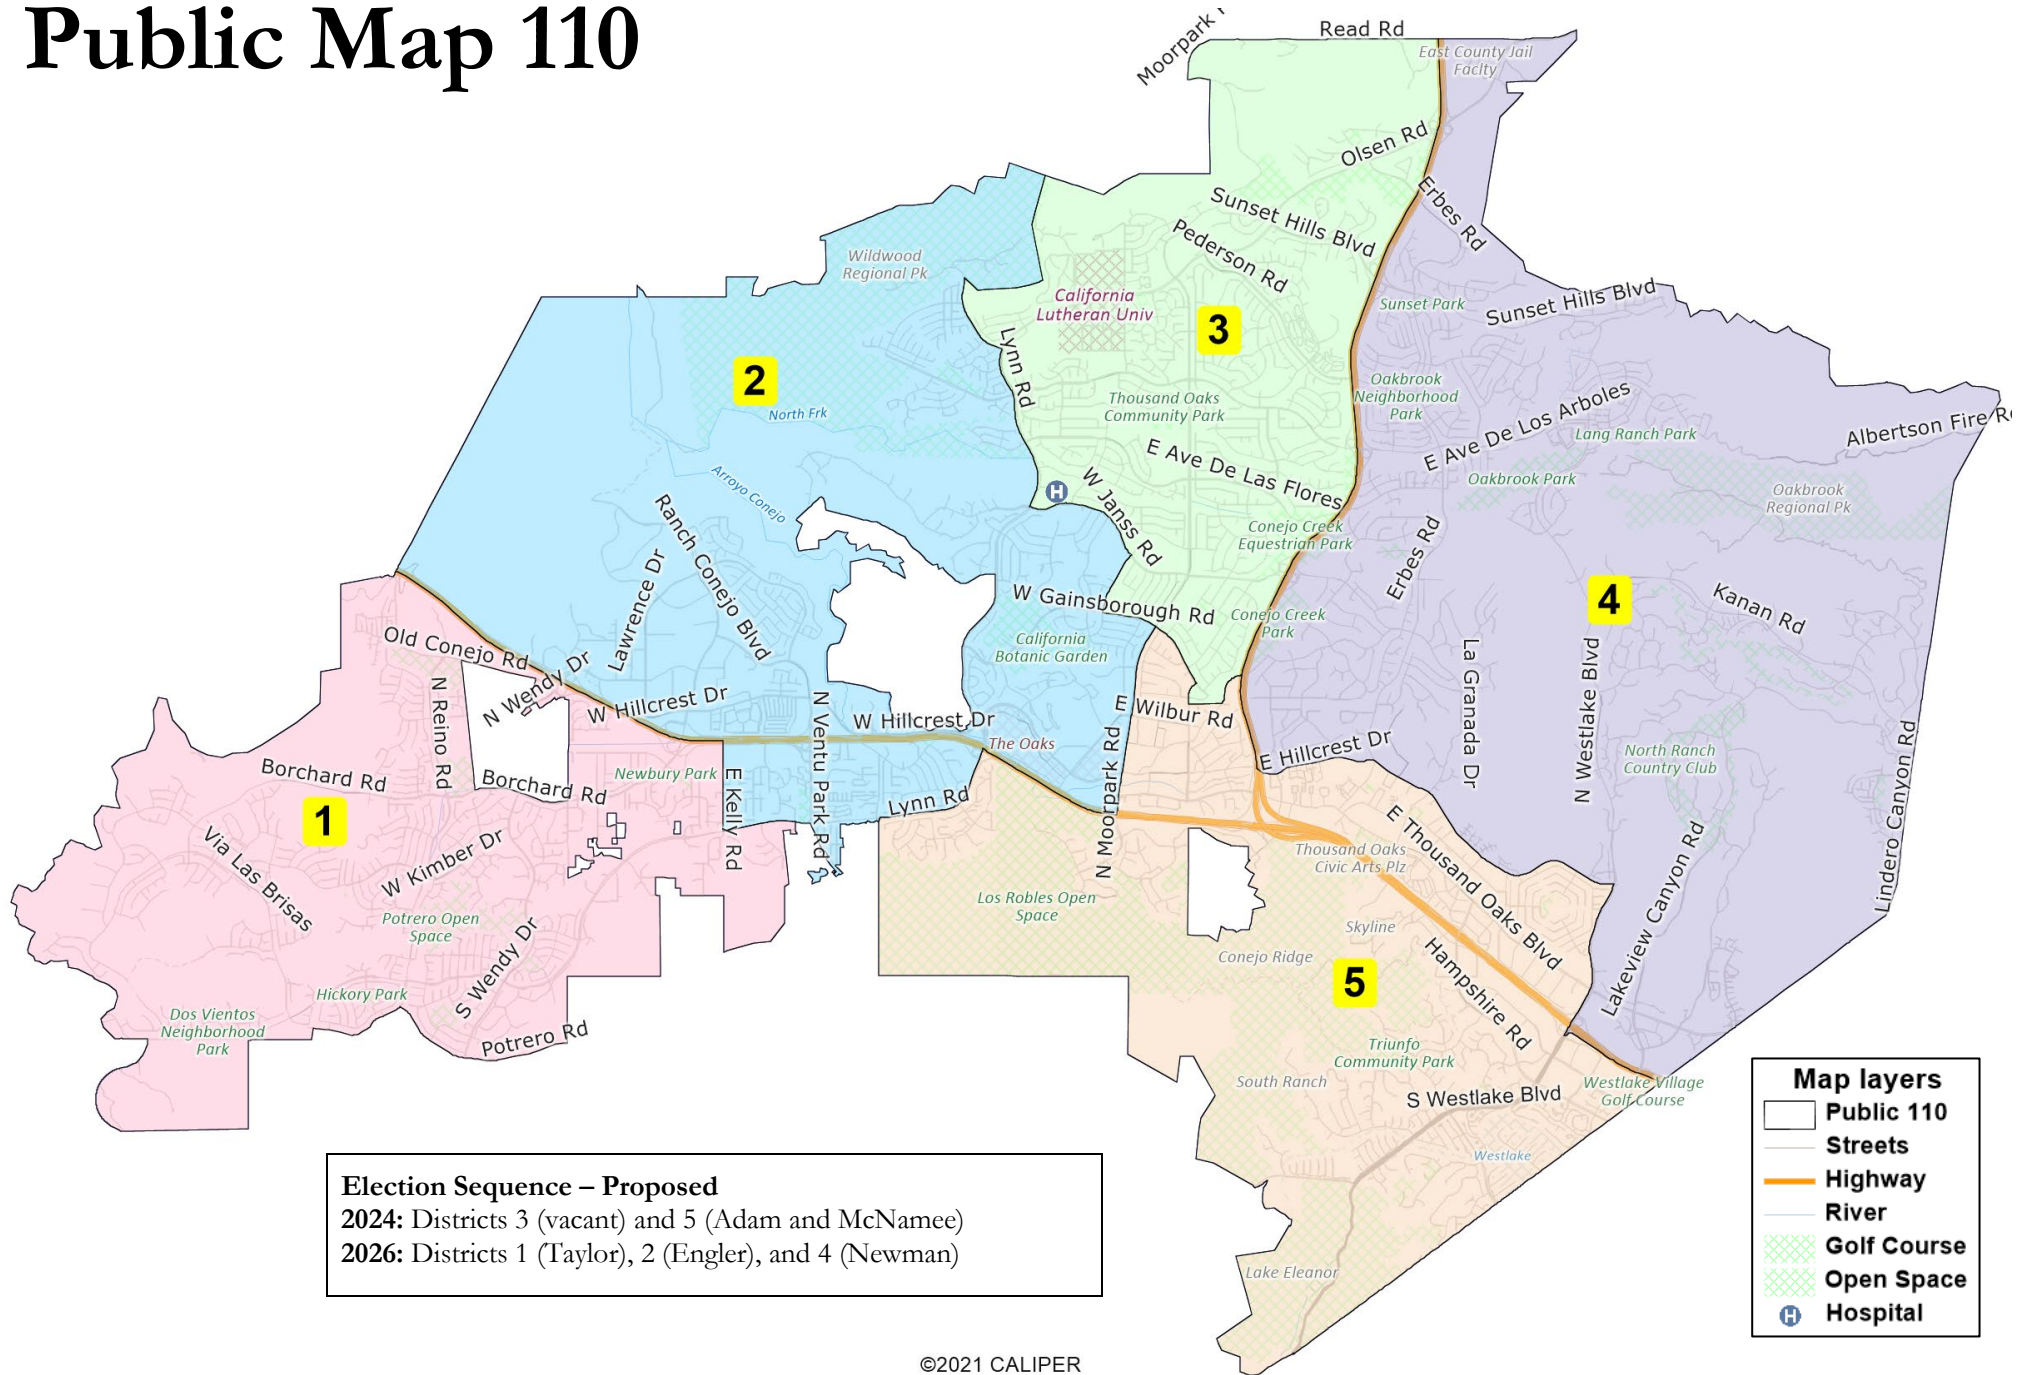 Public Map 110
Read Rd
East County Jail
Faclty
Olsen Rd
Erbes Rd
Sunset Hills Blvd
Pederson Rd
Wildwood
Regional Pk
California
Lutheran Univ
3
Sunset Park
Sunset Hills Blvd
Lynn Rd
2
North Frk
Thousand Oaks
Community Park
Oakbrook
Neighborhood
Park
E Ave De Los Arboles
Lang Ranch Park
Albertson Fire
E Ave De Las Flores
Oakbrook Park
Oakbrook
Regional Pk
Arroyo Conejo
H
W Janss Rd
Conejo Creek
Equestrian Park
Ranch Conejo Blvd
Lawrence Dr
Erbes Rd
W Gainsborough Rd
Conejo Creek
Park
4
Kanan Rd
California
Botanic Garden
Old Conejo Rd
N Wendy Dr
N Reino Rd
W Hillcrest Dr
N Ventu Park Rd
W Hillcrest Dr
The Oaks
E Wilbur Rd
N Moorpark Rd
E Hillcrest Dr
La Granada Dr
N Westlake Blvd
North Ranch
Country Club
Lindero Canyon Rd
Borchard Rd
Borchard Rd
Newbury Park
E Kelly Rd
Lynn Rd
1
Via Las Brisas
W Kimber Dr
Potrero Open
Space
S Wendy Dr
Hickory Park
Dos Vientos
Neighborhood
Park
Potrero Rd
Los Robles Open
Space
Thousand Oaks
Civic Arts Plz
E Thousand Oaks Blvd
Skyline
Conejo Ridge
5
Hampshire Rd
Lakeview Canyon Rd
Triunfo
Community Park
South Ranch
S Westlake Blvd
Westlake Village
Golf Course
Westlake
Lake Eleanor
Election Sequence – Proposed
2024: Districts 3 (vacant) and 5 (Adam and McNamee)
2026: Districts 1 (Taylor), 2 (Engler), and 4 (Newman)
Map layers
Public 110
Streets
Highway
River
Golf Course
Open Space
H Hospital
©2021 CALIPER